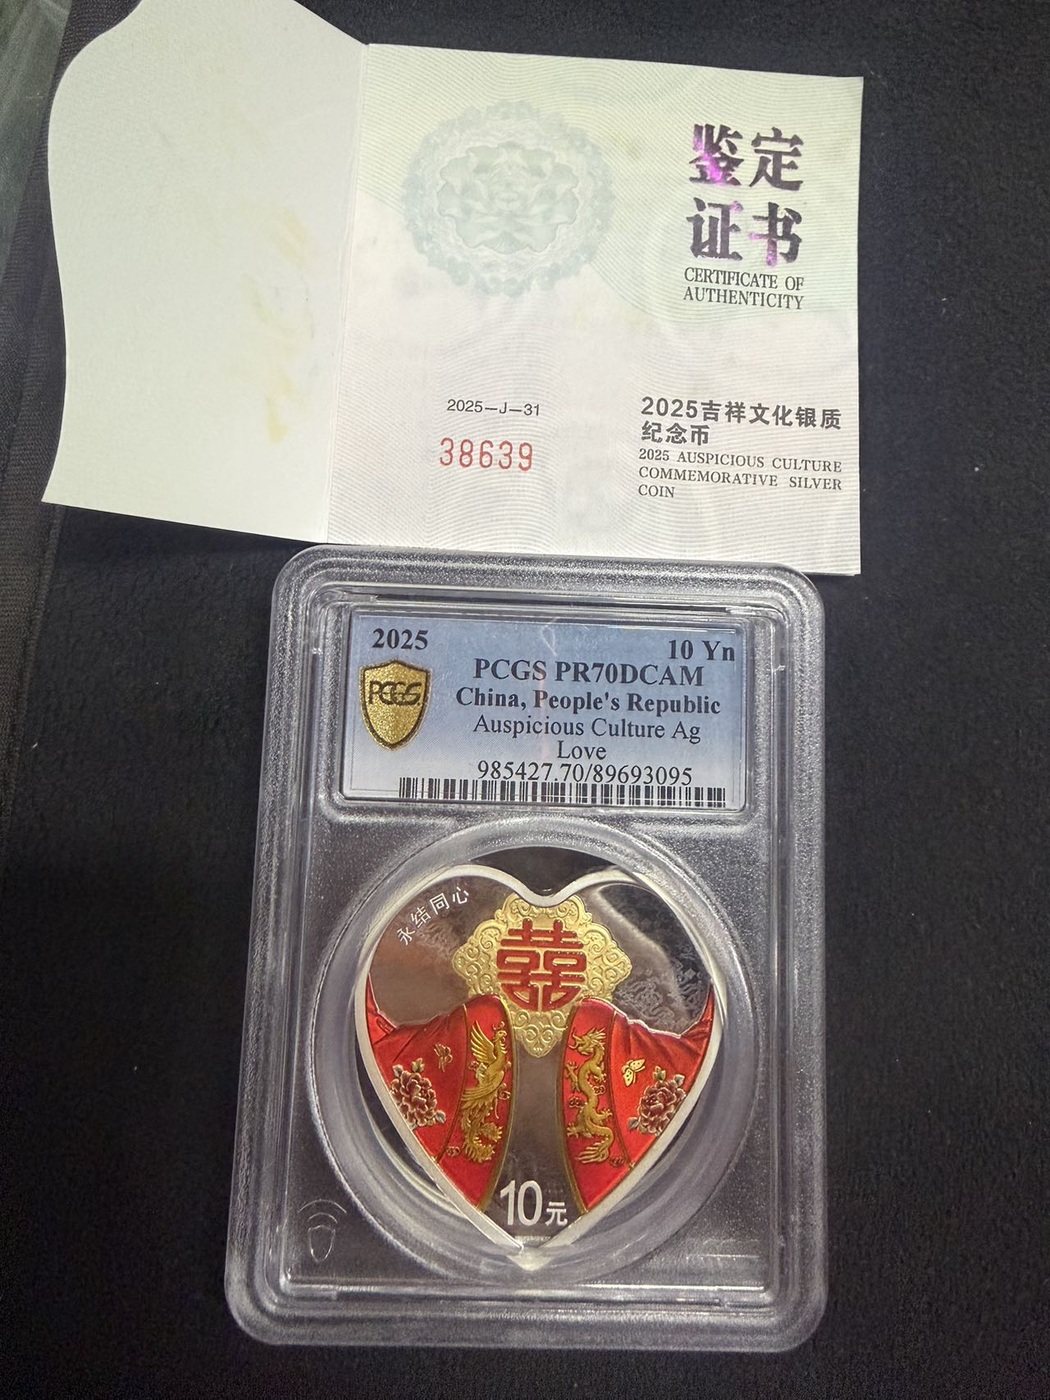 鉴定
证书
CERTIFICATE OF
AUTHENTICITY
2025—J—31
38639
2025吉祥文化银质
纪念币
2025 AUSPICIOUS CULTURE
COMMEMORATIVE SILVER
COIN
2025
10 Yn
PCGS
PCGS PR70DCAM
China, People's Republic
Auspicious Culture Ag
Love
985427.70/89693095
永结同心
囍
10元